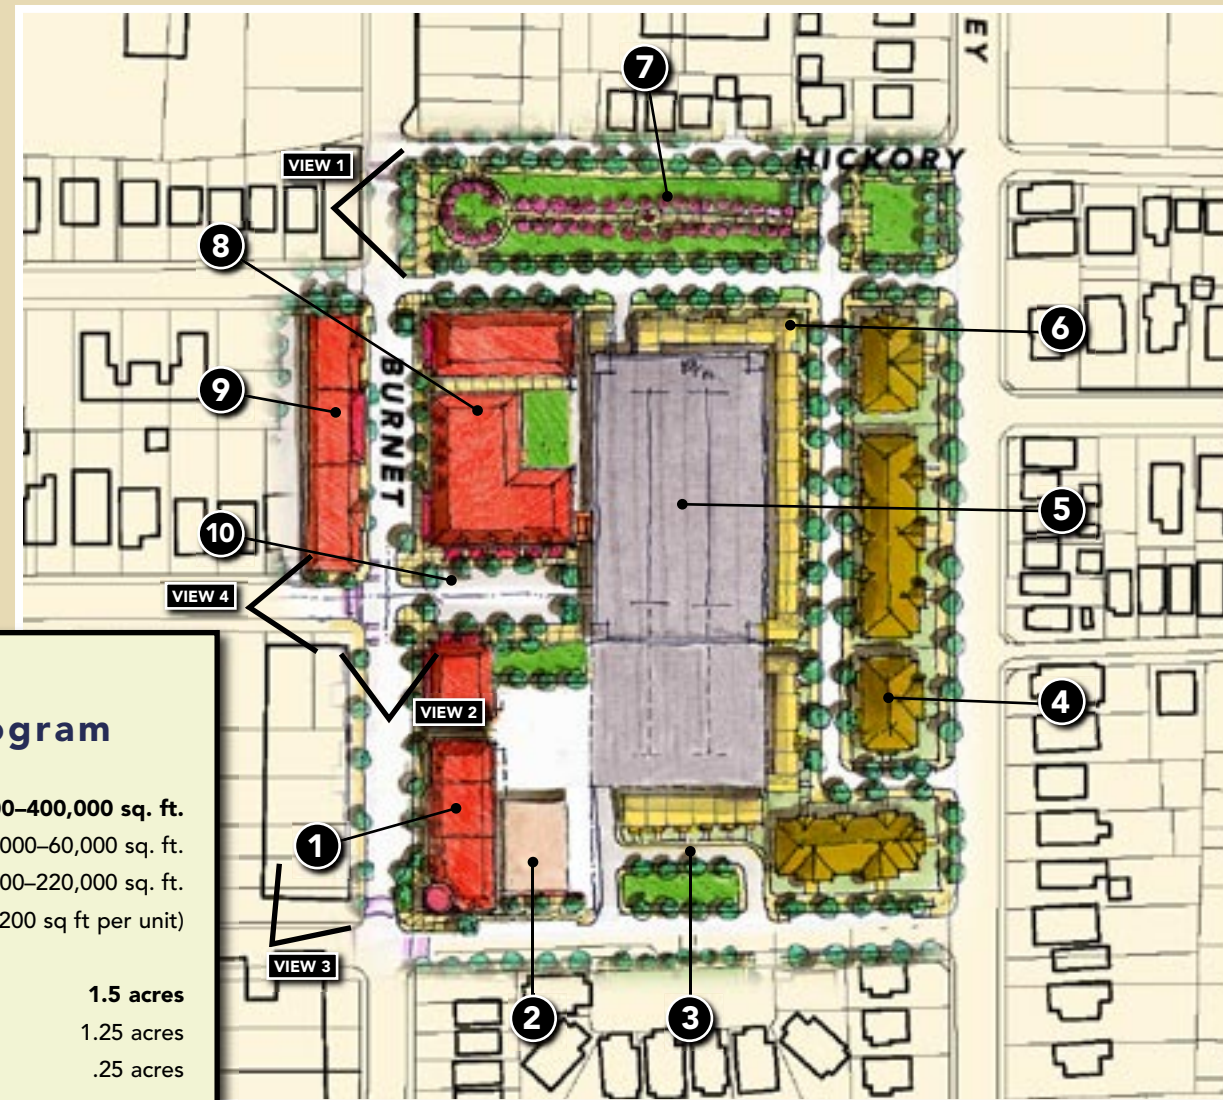 EY
7
HICKORY
VIEW 1
8
6
BURNET
9
5
10
VIEW 4
4
VIEW 2
1
VIEW 3
2
3
ogram
00–400,000 sq. ft.
000–60,000 sq. ft.
00–220,000 sq. ft.
200 sq ft per unit)
1.5 acres
1.25 acres
.25 acres